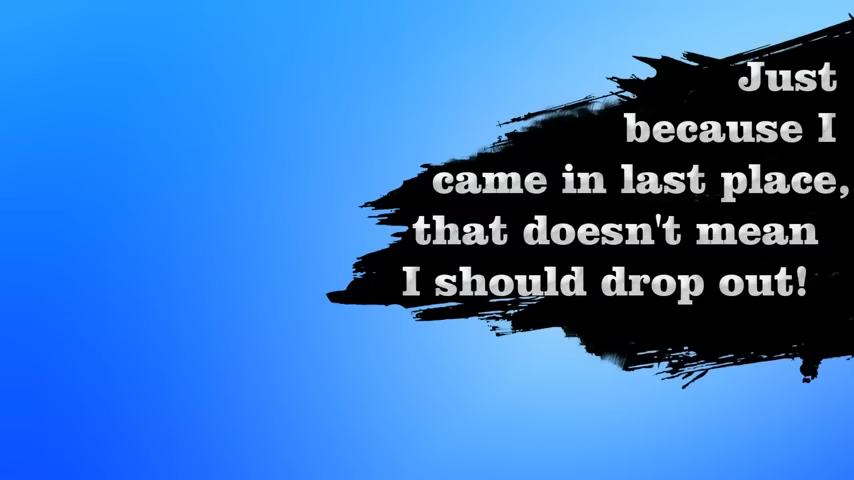 Just
because I
came in last place,
that doesn't mean
I should drop out!